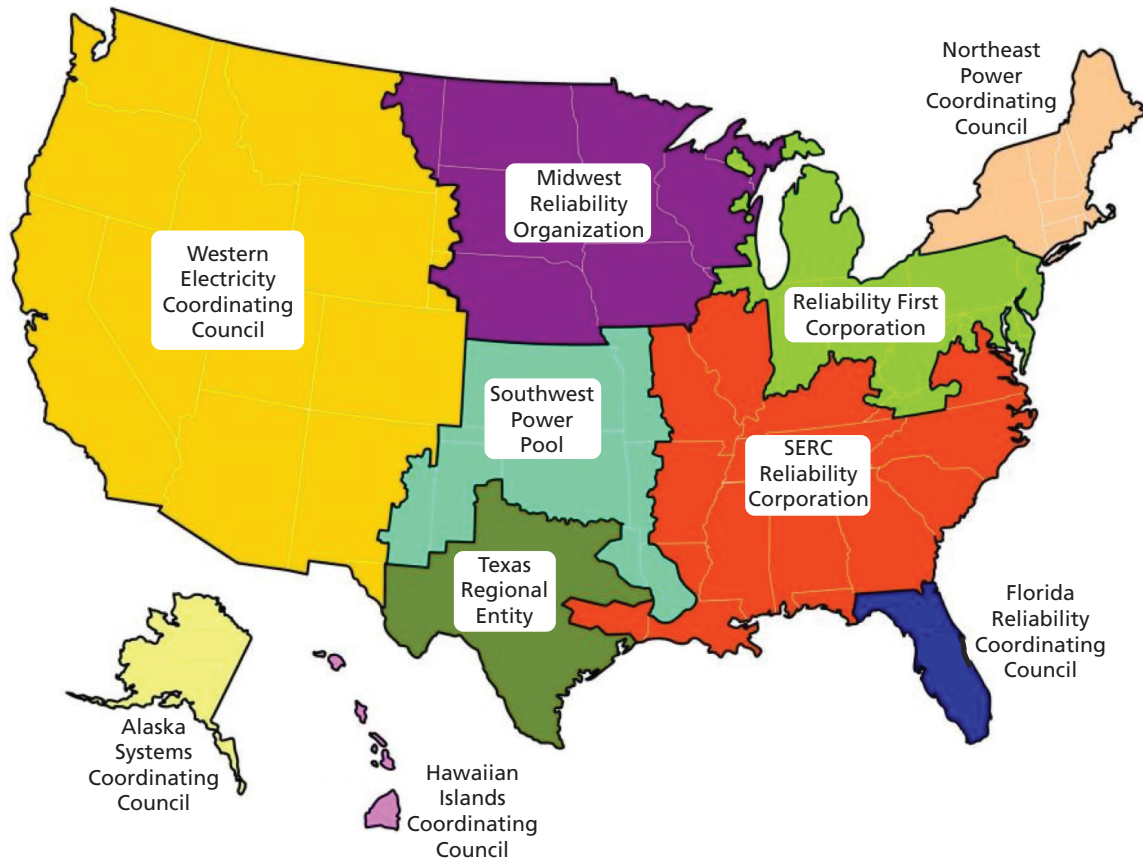 Northeast
Power
Coordinating
Council
Midwest
Reliability
Organization
Western
Electricity
Coordinating
Council
Reliability First
Corporation
Southwest
Power
Pool
SERC
Reliability
Corporation
Texas
Regional
Entity
Florida
Reliability
Coordinating
Council
Alaska
Systems
Coordinating
Council
Hawaiian
Islands
Coordinating
Council